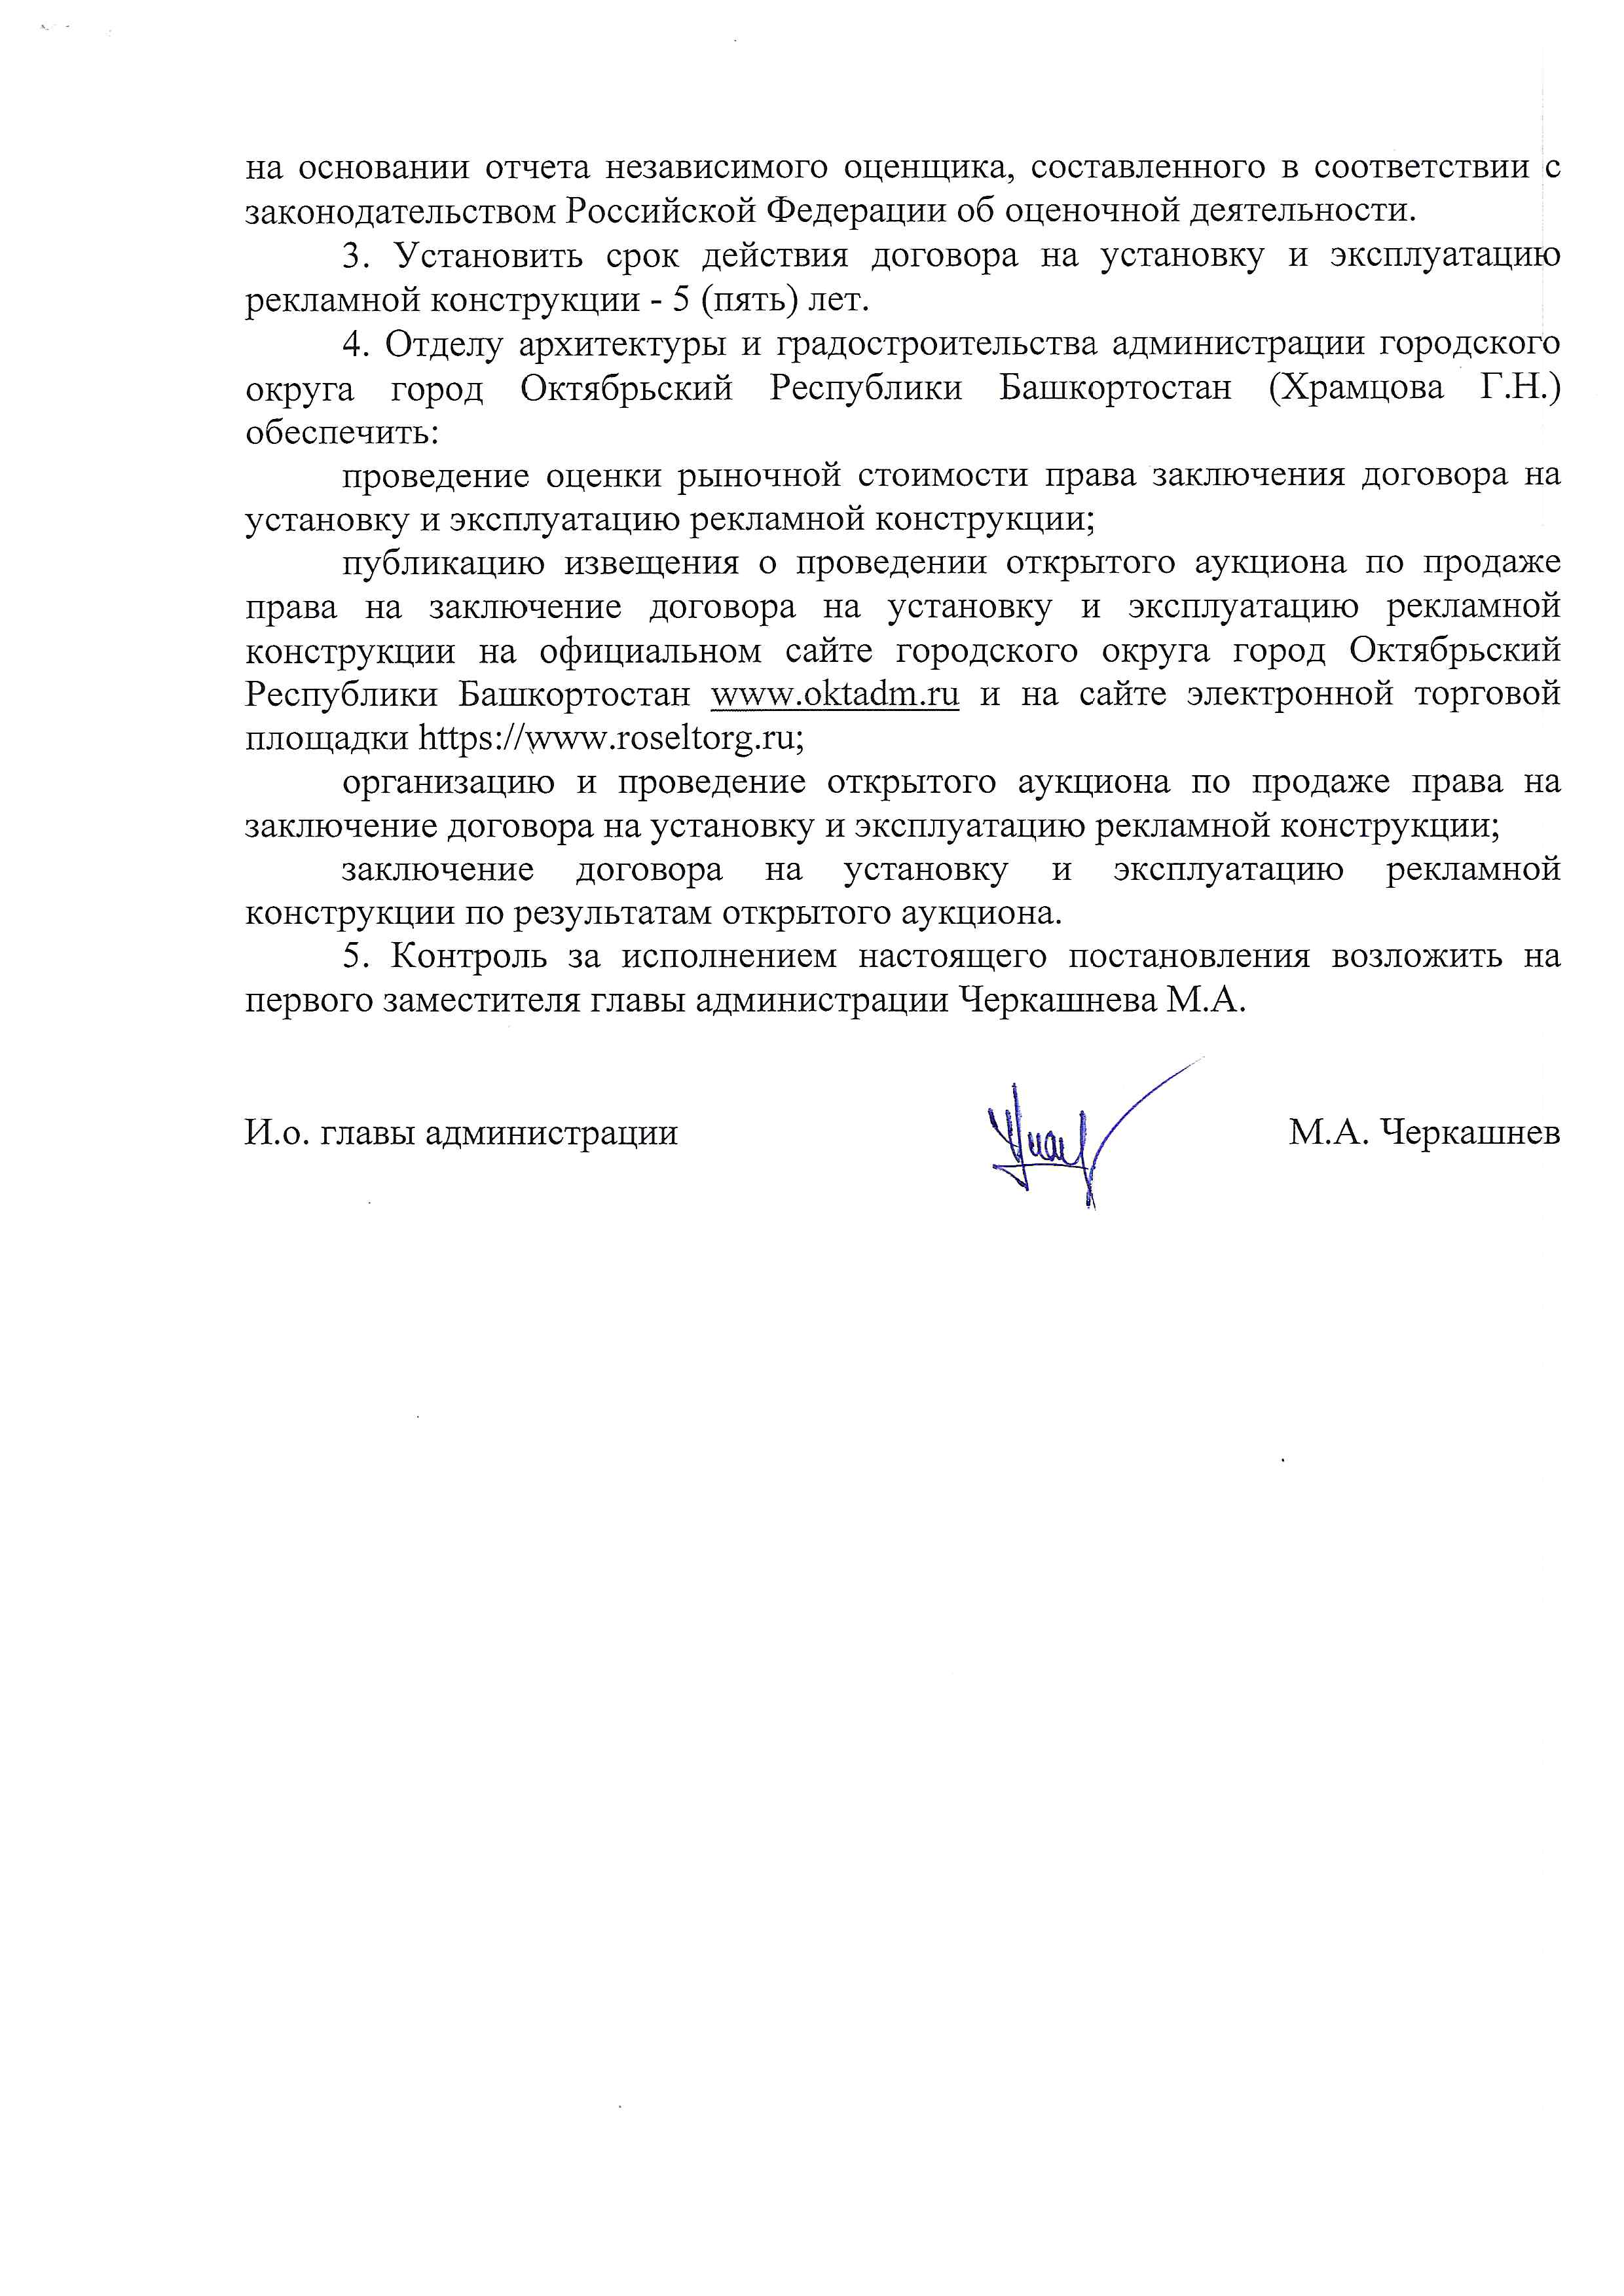 на основании отчета независимого оценщика, составленного в соответствии с
законодательством Российской Федерации об оценочной деятельности.
3. Установить срок действия договора на установку и эксплуатацию
рекламной конструкции - 5 (пять) лет.
4. Отделу архитектуры и градостроительства администрации городского
округа город Октябрьский Республики Башкортостан (Храмцова Г.Н.)
обеспечить:
проведение оценки рыночной стоимости права заключения договора на
установку и эксплуатацию рекламной конструкции;
публикацию извещения о проведении открытого аукциона по продаже
права на заключение договора на установку и эксплуатацию рекламной
конструкции на официальном сайте городского округа город Октябрьский
Республики Башкортостан www.oktadm.ru и на сайте электронной торговой
площадки https://www.roseltorg.ru;
организацию и проведение открытого аукциона по продаже права на
заключение договора на установку и эксплуатацию рекламной конструкции;
заключение договора на установку и эксплуатацию рекламной
конструкции по результатам открытого аукциона.
5. Контроль за исполнением настоящего постановления возложить на
первого заместителя главы администрации Черкашнева М.А.
И.о. главы администрации М.А. Черкашнев